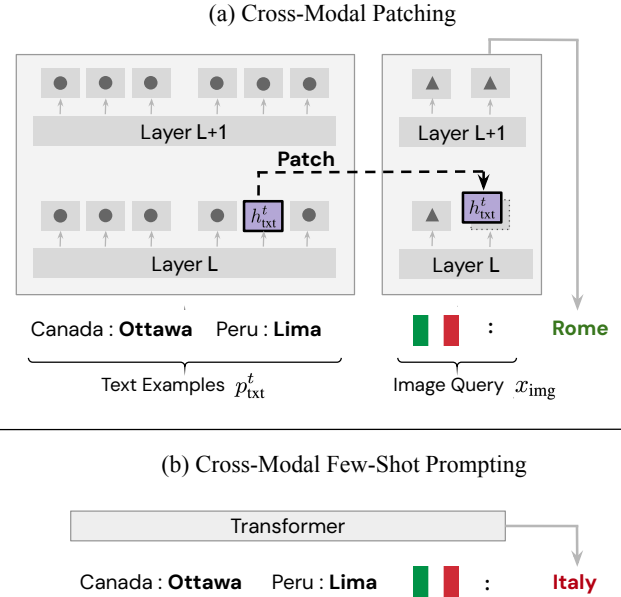 (a) Cross-Modal Patching
Layer L+1
Layer L+1
Patch
h^t_txt
h^t_txt
Layer L
Layer L
Canada : Ottawa Peru : Lima : Rome
Text Examples p^t_txt Image Query x_img
(b) Cross-Modal Few-Shot Prompting
Transformer
Canada : Ottawa Peru : Lima : Italy